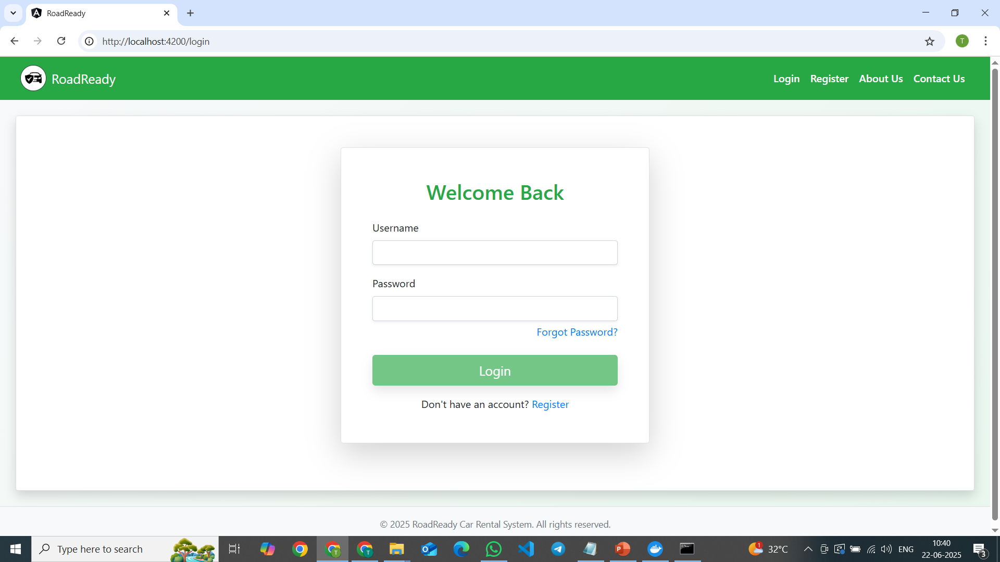 RoadReady
http://localhost:4200/login
T
RoadReady
Login Register About Us Contact Us
Welcome Back
Username
Password
Forgot Password?
Login
Don't have an account? Register
© 2025 RoadReady Car Rental System. All rights reserved.
Type here to search
1
32°C
ENG
10:40
22-06-2025
3